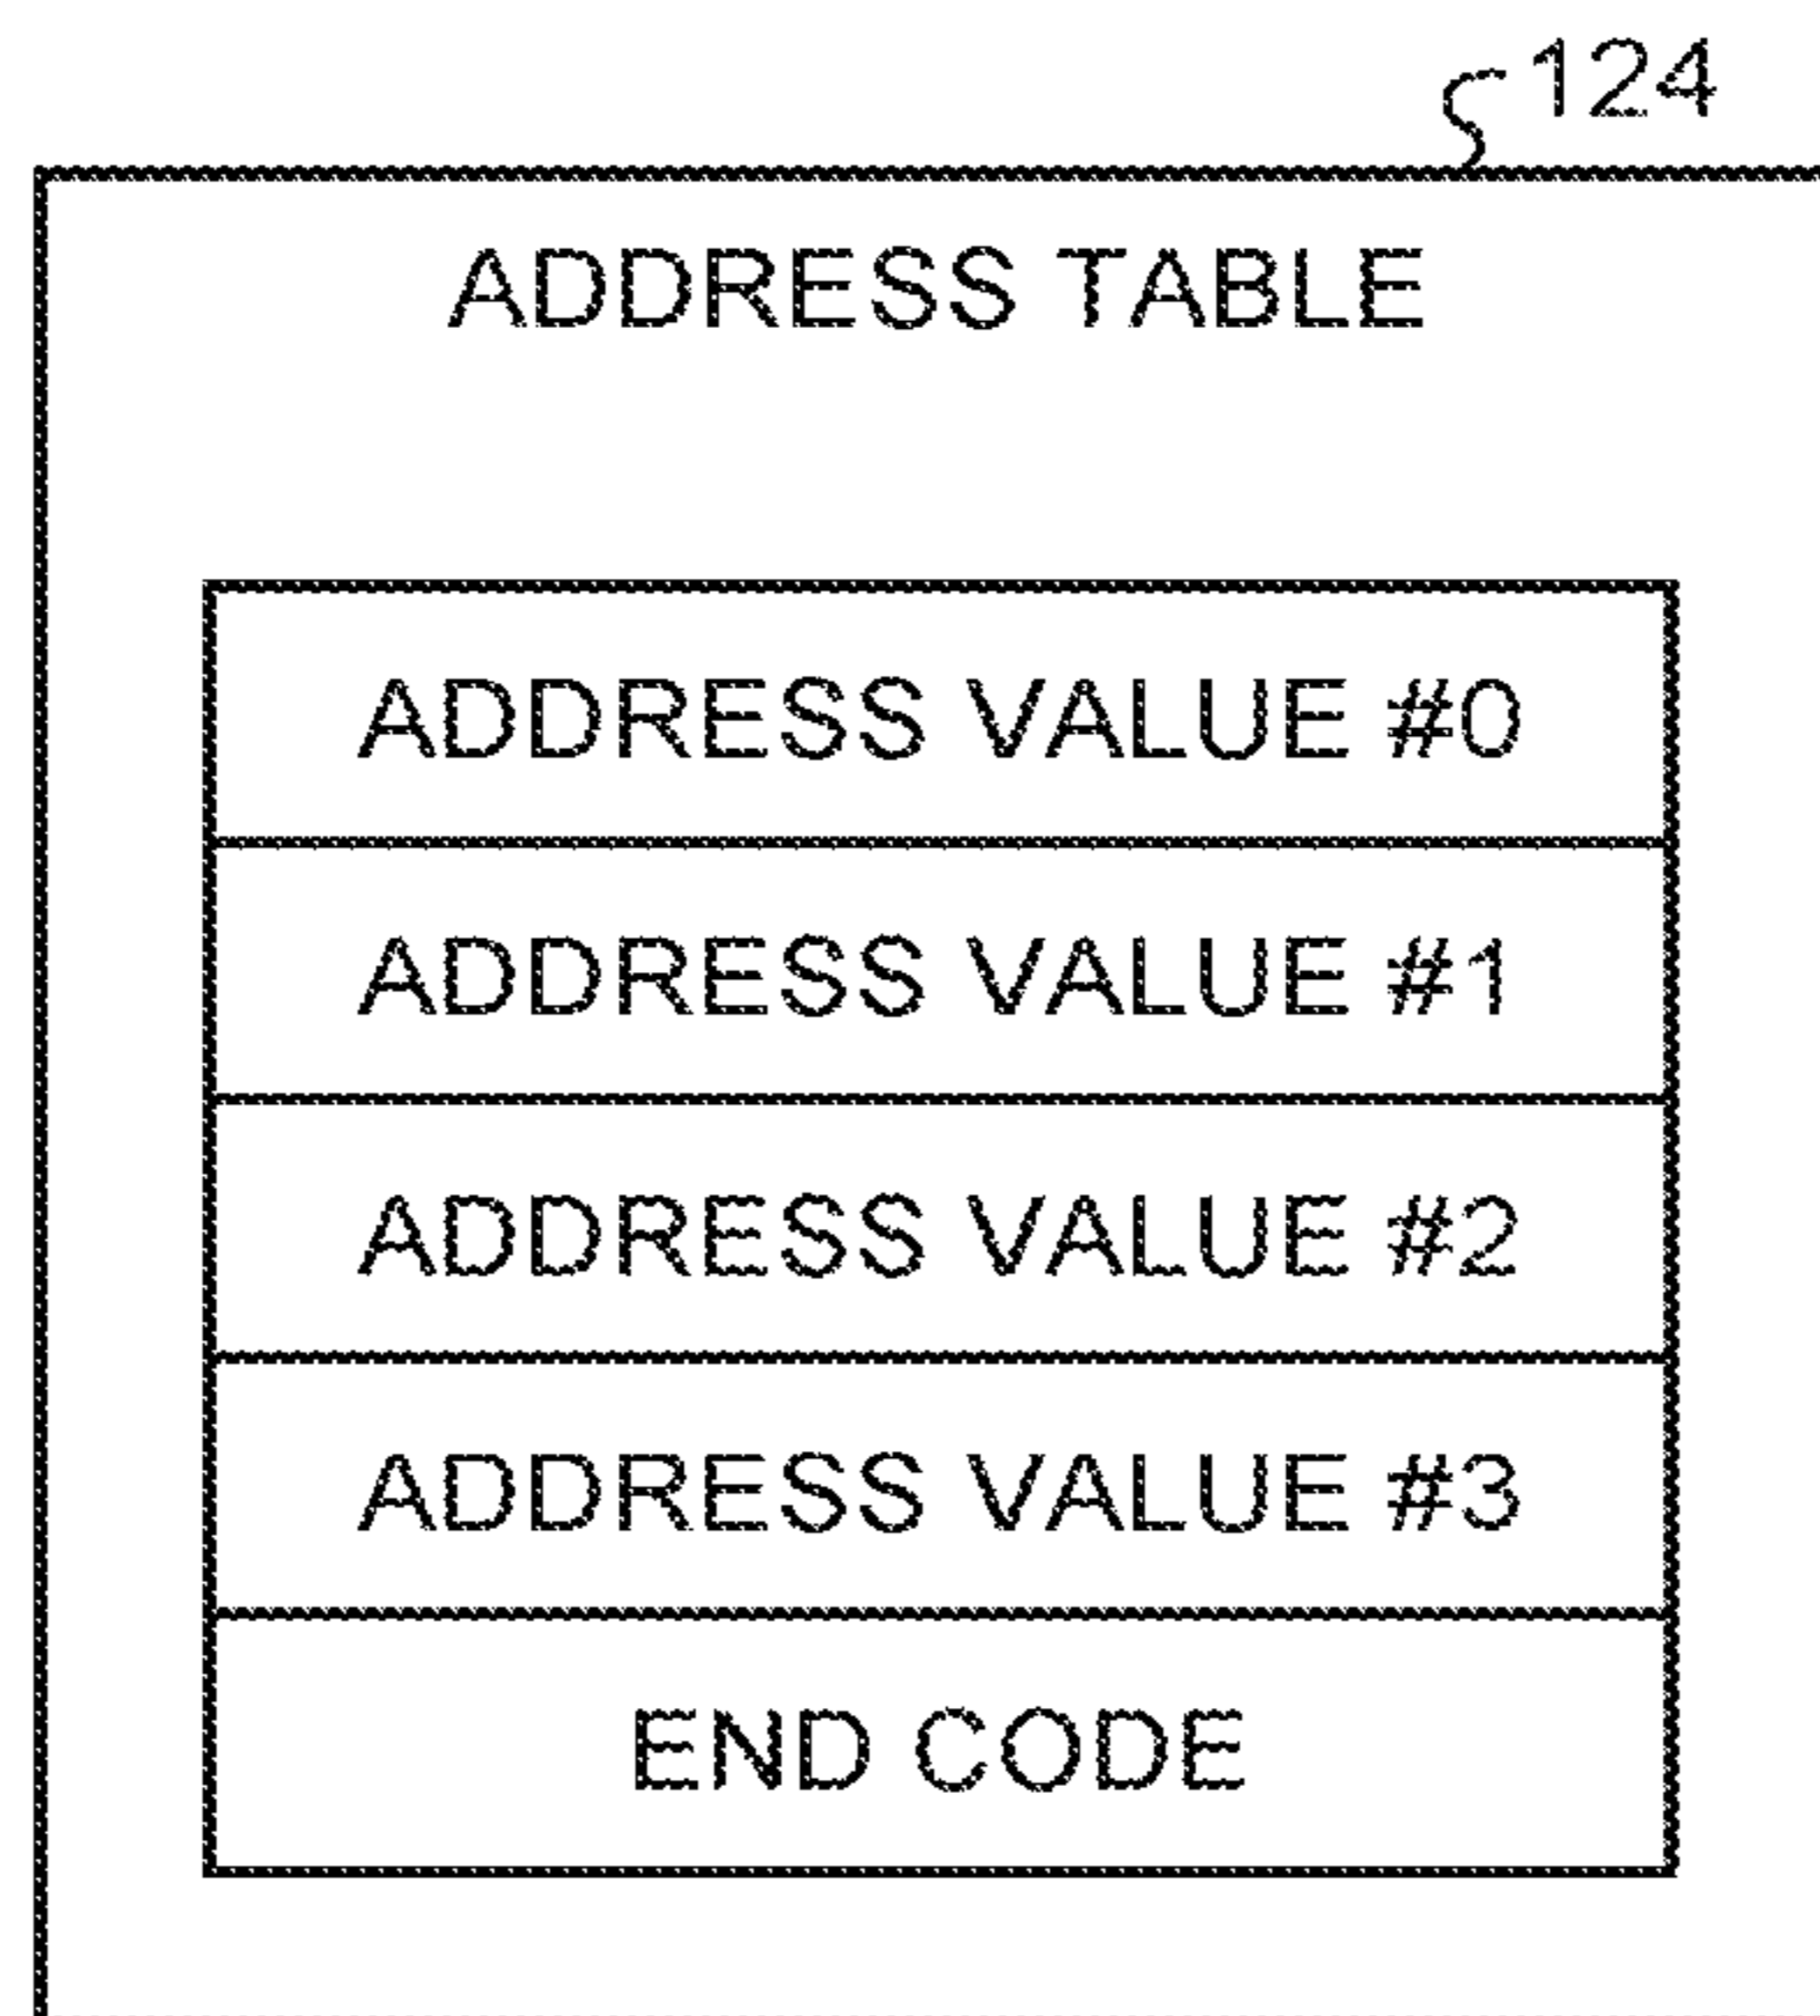 124
ADDRESS TABLE
ADDRESS VALUE #0
ADDRESS VALUE #1
ADDRESS VALUE #2
ADDRESS VALUE #3
END CODE